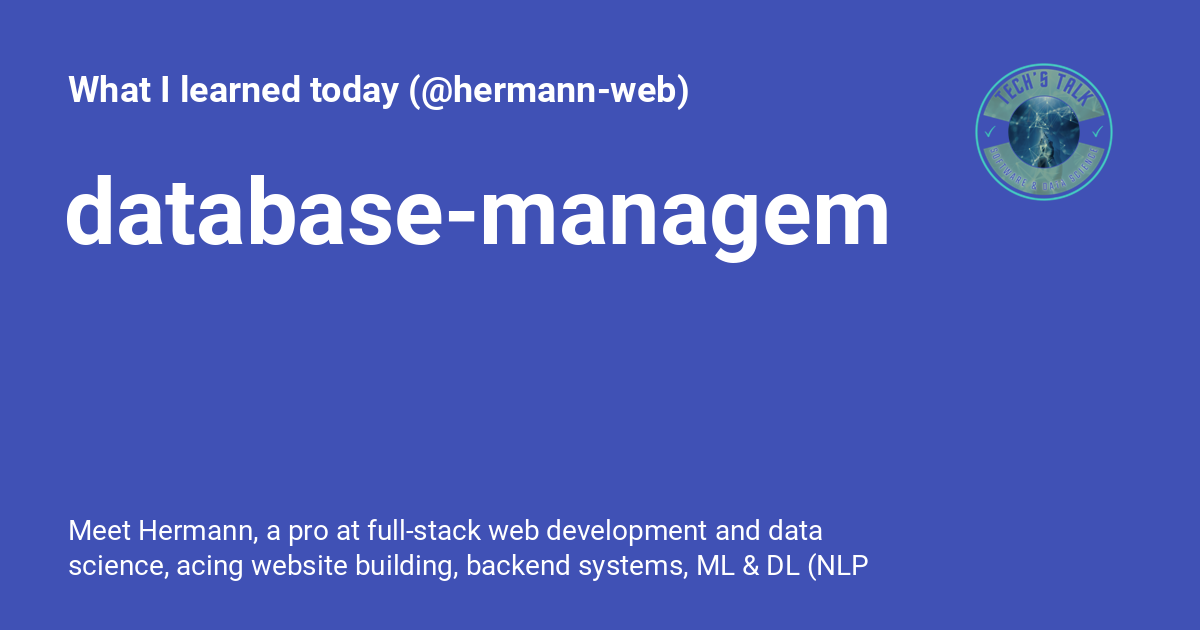 What I learned today (@hermann-web)
TECH'S TALK
SOFTWARE & DATA SCIENCE
database-managem
Meet Hermann, a pro at full-stack web development and data
science, acing website building, backend systems, ML & DL (NLP